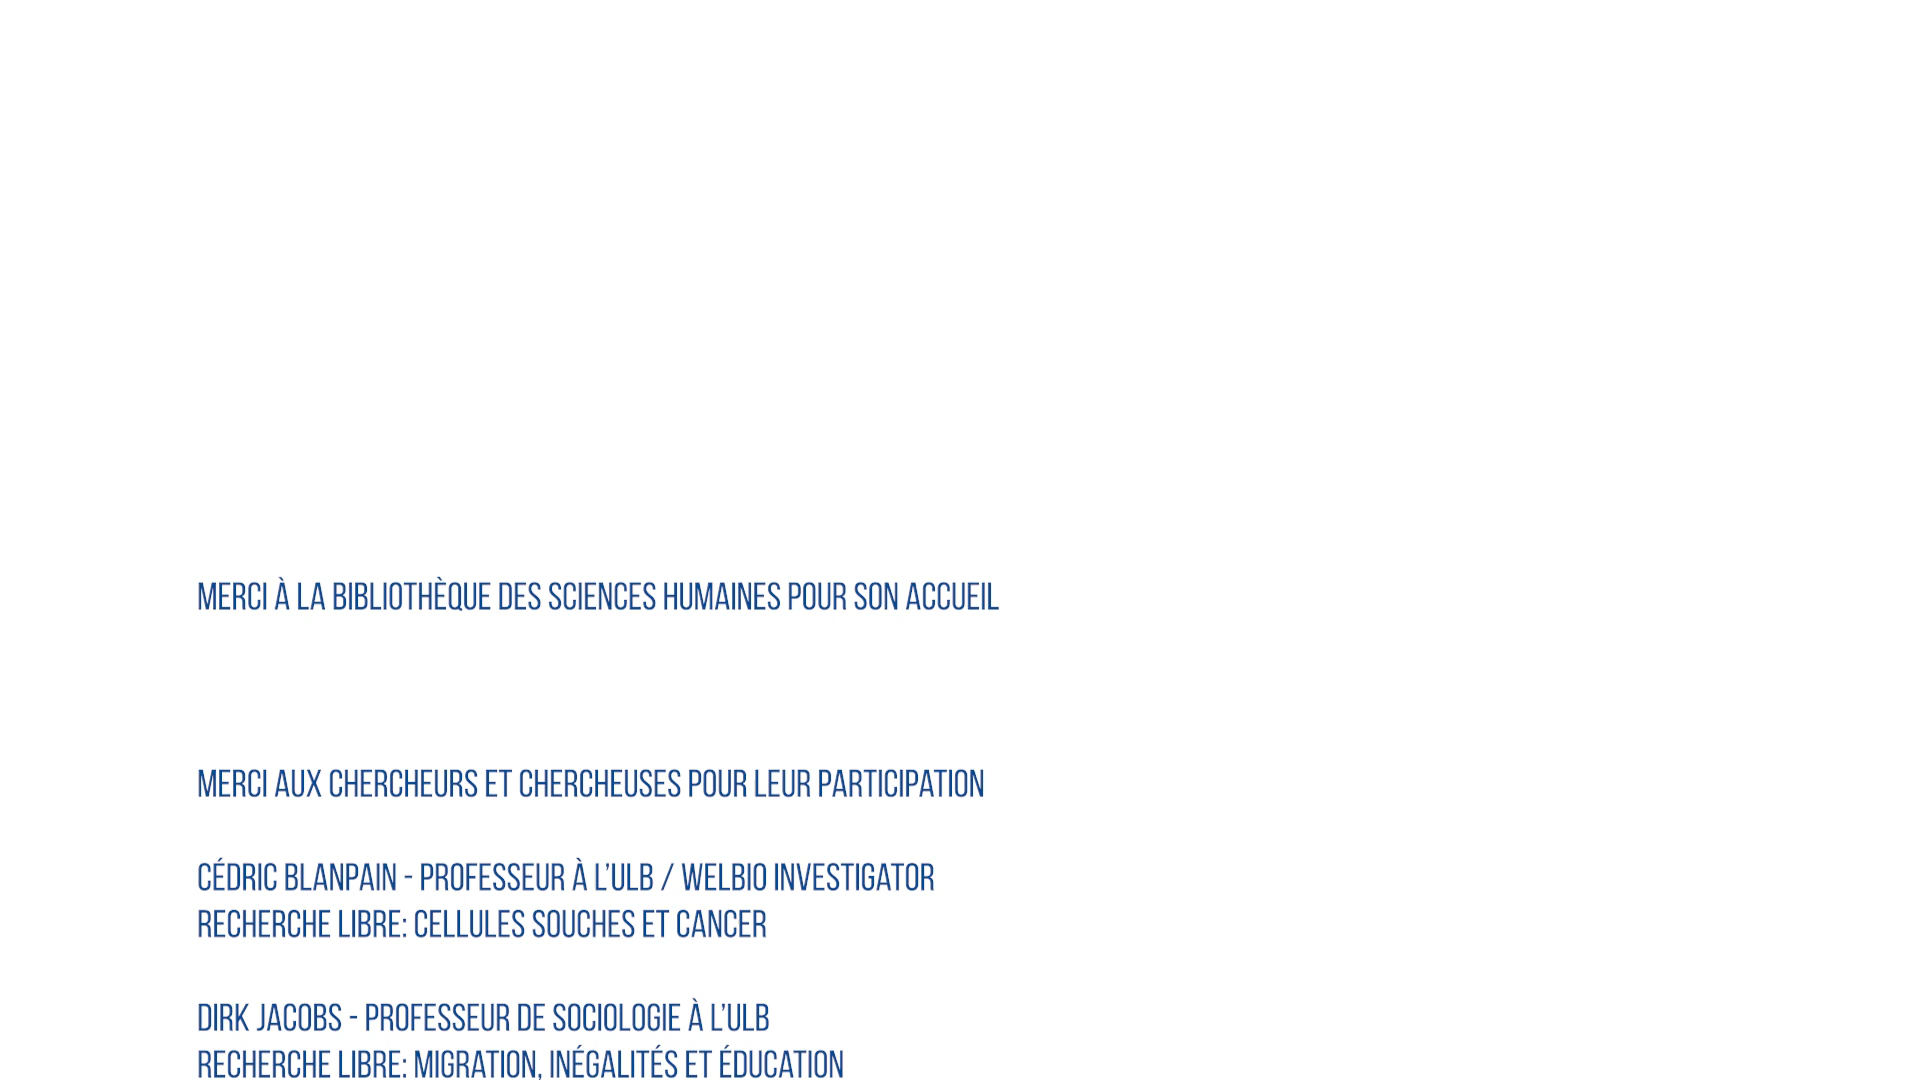 MERCI À LA BIBLIOTHÈQUE DES SCIENCES HUMAINES POUR SON ACCUEIL
MERCI AUX CHERCHEURS ET CHERCHEUSES POUR LEUR PARTICIPATION
CÉDRIC BLANPAIN - PROFESSEUR À L’ULB / WELBIO INVESTIGATOR
RECHERCHE LIBRE: CELLULES SOUCHES ET CANCER
DIRK JACOBS - PROFESSEUR DE SOCIOLOGIE À L’ULB
RECHERCHE LIBRE: MIGRATION, INÉGALITÉS ET ÉDUCATION